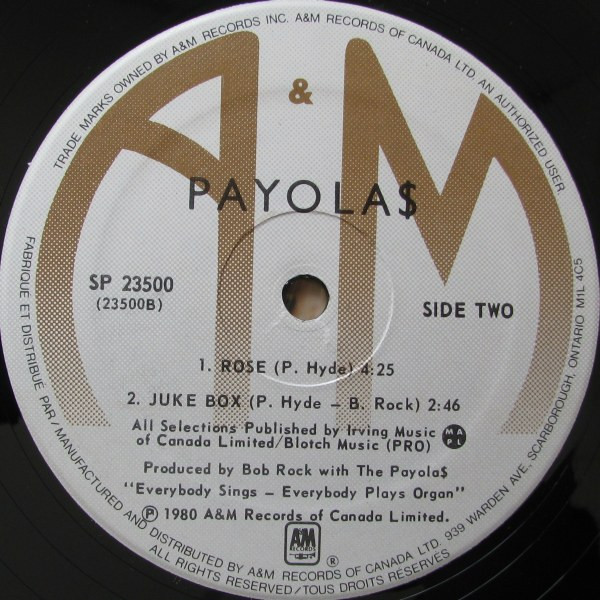 TRADE MARKS OWNED BY A&M RECORDS INC. A&M RECORDS OF CANADA LTD. AN AUTHORIZED USER
A & M
PAYOLA$
SP 23500
(23500B)
SIDE TWO
1. ROSE (P. Hyde) 4:25
2. JUKE BOX (P. Hyde – B. Rock) 2:46
All Selections Published by Irving Music
of Canada Limited/Blotch Music (PRO)
M A
P L
Produced by Bob Rock with The Payola$
"Everybody Sings – Everybody Plays Organ"
Ⓟ 1980 A&M Records of Canada Limited.
A&M
RECORDS
®
FABRIQUÉ ET DISTRIBUÉ PAR / MANUFACTURED AND DISTRIBUTED BY A&M RECORDS OF CANADA LTD. 939 WARDEN AVE, SCARBOROUGH, ONTARIO M1L 4C5
ALL RIGHTS RESERVED / TOUS DROITS RÉSERVÉS